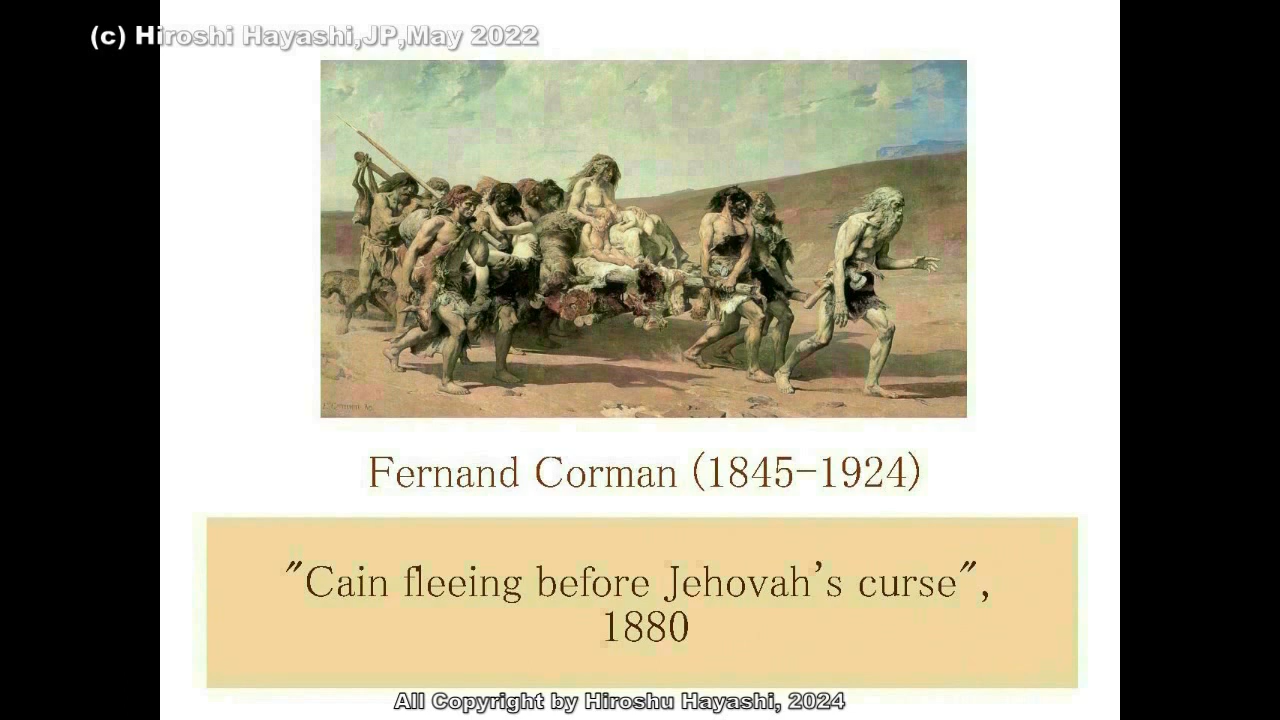 (c) Hiroshi Hayashi,JP,May 2022
Fernand Corman (1845-1924)
"Cain fleeing before Jehovah's curse",
1880
All Copyright by Hiroshu Hayashi, 2024